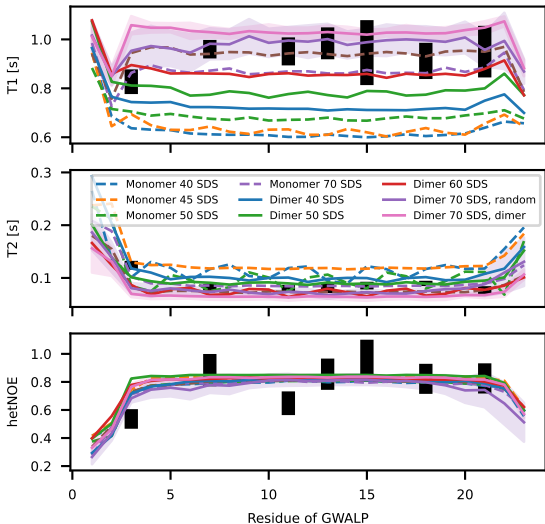 T1 [s]
1.0
0.8
0.6
T2 [s]
0.3
0.2
0.1
Monomer 40 SDS
Monomer 45 SDS
Monomer 50 SDS
Monomer 70 SDS
Dimer 40 SDS
Dimer 50 SDS
Dimer 60 SDS
Dimer 70 SDS, random
Dimer 70 SDS, dimer
hetNOE
1.0
0.8
0.6
0.4
0.2
0 5 10 15 20
Residue of GWALP